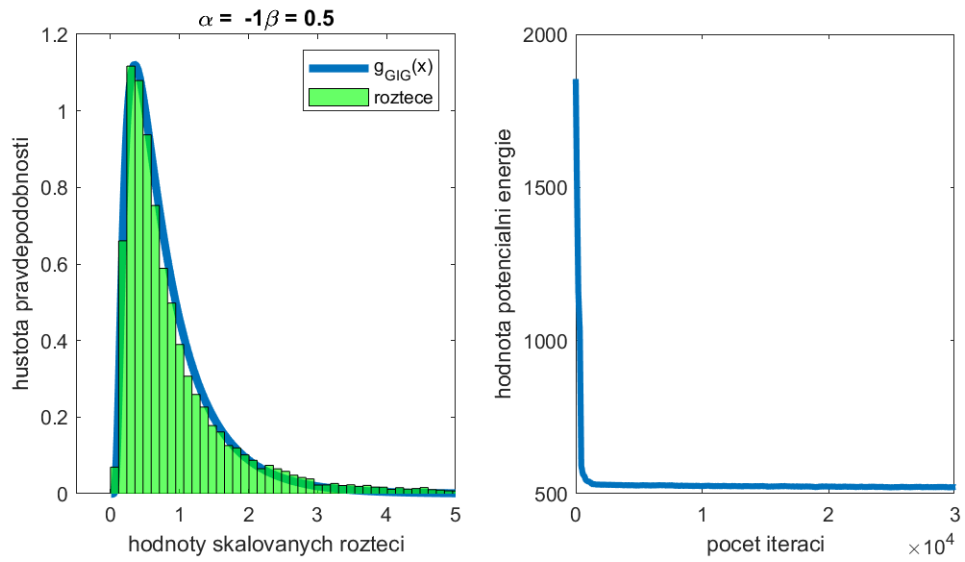 α = -1β = 0.5
hustota pravdepodobnosti
1.2
1
0.8
0.6
0.4
0.2
0
0 1 2 3 4 5
hodnoty skalovanych rozteci
g_GIG(x)
roztece
hodnota potencialni energie
2000
1500
1000
500
0 1 2 3
×10^4
pocet iteraci